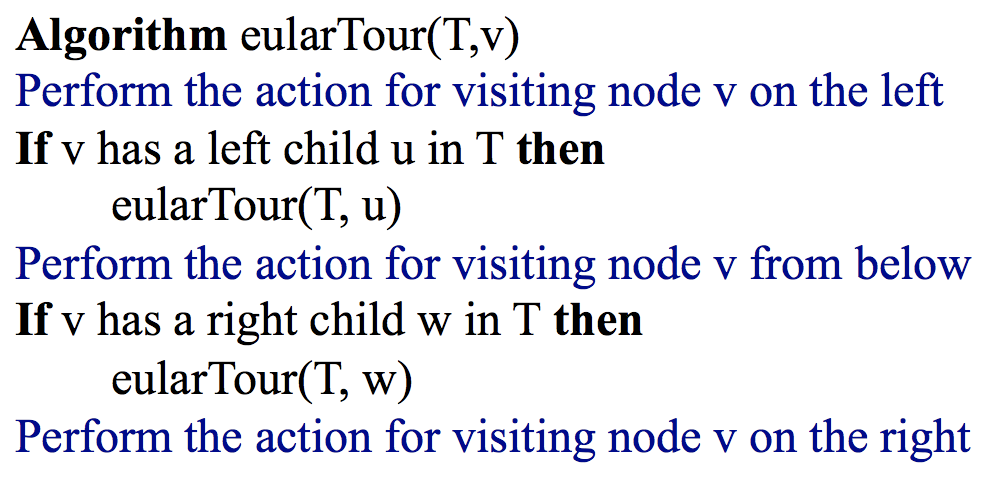 Algorithm eularTour(T,v)
Perform the action for visiting node v on the left
If v has a left child u in T then
eularTour(T, u)
Perform the action for visiting node v from below
If v has a right child w in T then
eularTour(T, w)
Perform the action for visiting node v on the right